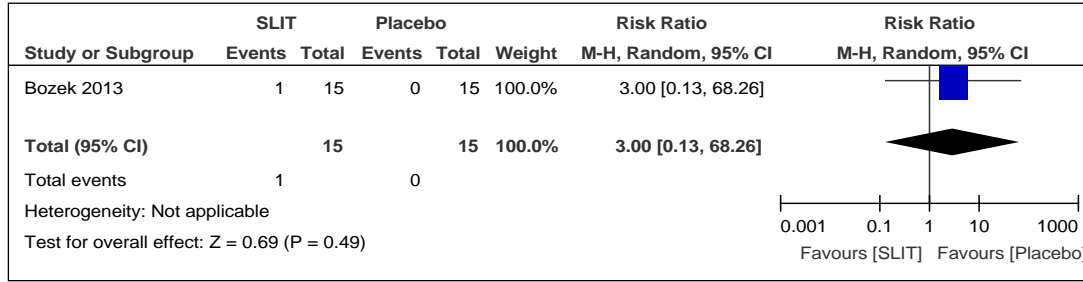 SLIT Placebo Risk Ratio Risk Ratio
Study or Subgroup Events Total Events Total Weight M-H, Random, 95% CI M-H, Random, 95% CI
Bozek 2013 1 15 0 15 100.0% 3.00 [0.13, 68.26]
Total (95% CI) 15 15 100.0% 3.00 [0.13, 68.26]
Total events 1 0
Heterogeneity: Not applicable
Test for overall effect: Z = 0.69 (P = 0.49)
0.001 0.1 1 10 1000
Favours [SLIT] Favours [Placebo]